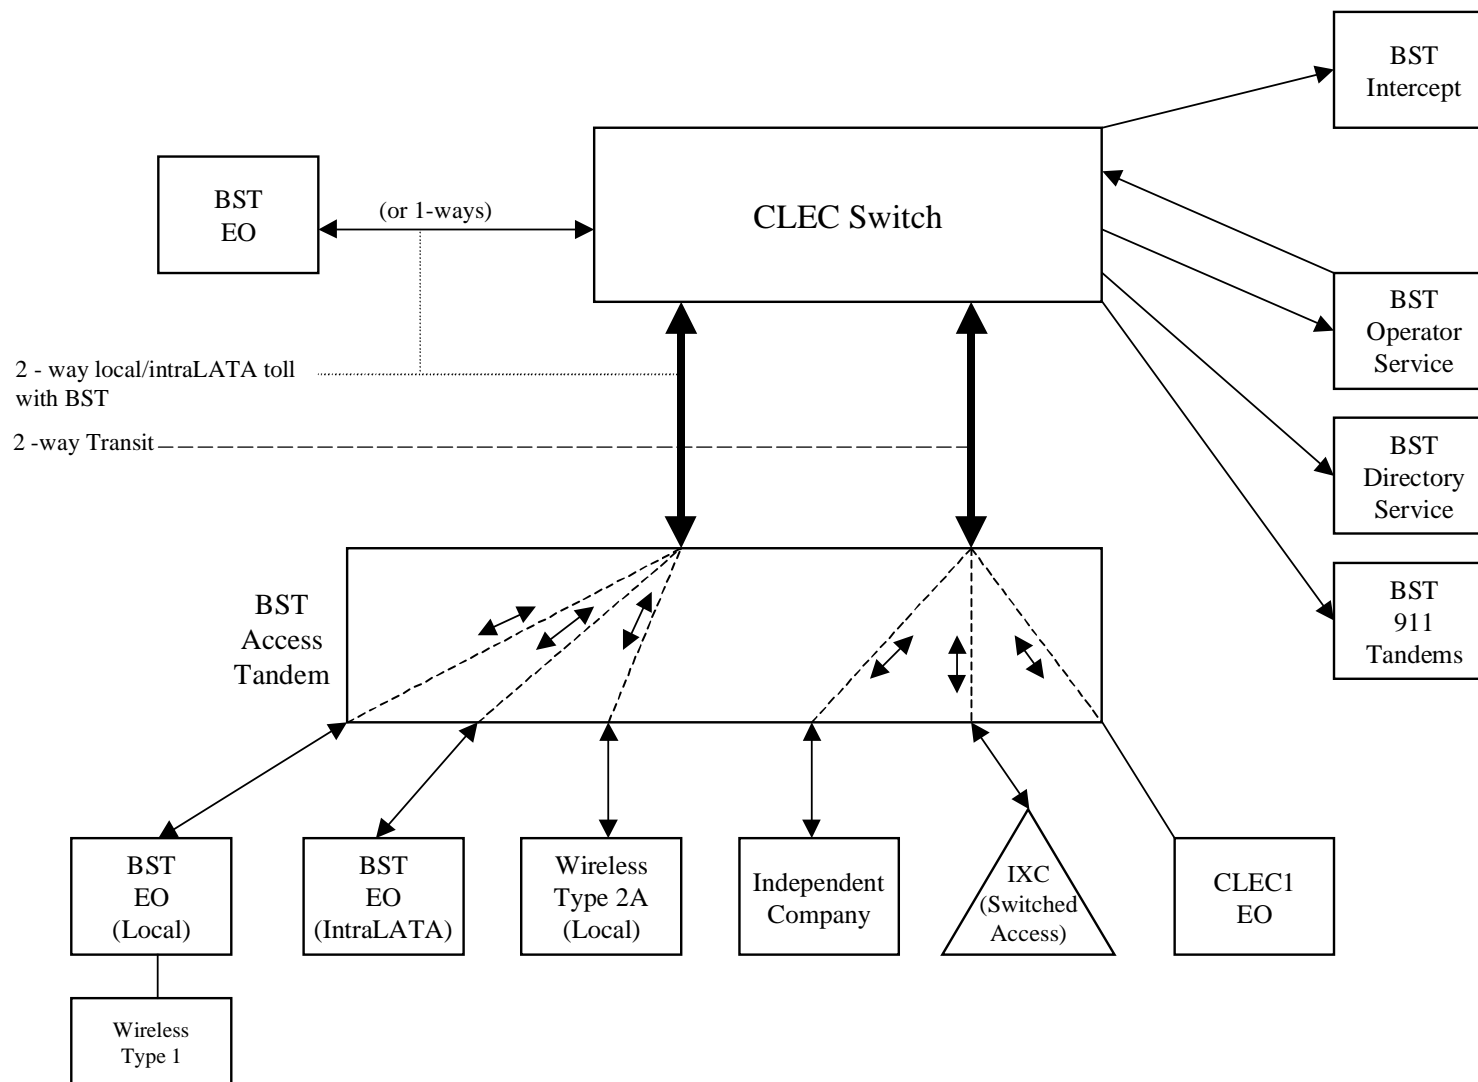 BST
Intercept
BST
EO
(or 1-ways)
CLEC Switch
BST
Operator
Service
2 - way local/intraLATA toll
with BST
2 -way Transit
BST
Directory
Service
BST
911
Tandems
BST
Access
Tandem
BST
EO
(Local)
BST
EO
(IntraLATA)
Wireless
Type 2A
(Local)
Independent
Company
IXC
(Switched
Access)
CLEC1
EO
Wireless
Type 1